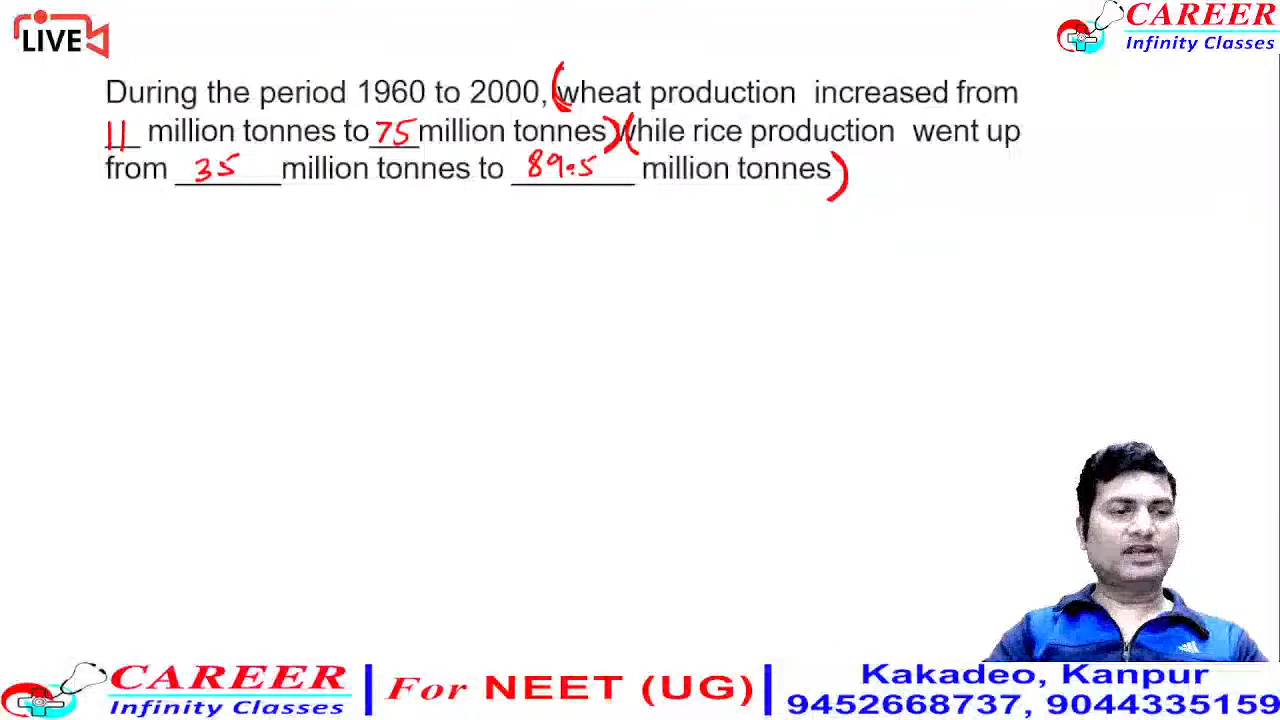 LIVE
CAREER
Infinity Classes
During the period 1960 to 2000, (wheat production increased from
11 million tonnes to 75 million tonnes) (while rice production went up
from 35 million tonnes to 89.5 million tonnes)
CAREER
Infinity Classes
For NEET (UG)
Kakadeo, Kanpur
9452668737, 9044335159